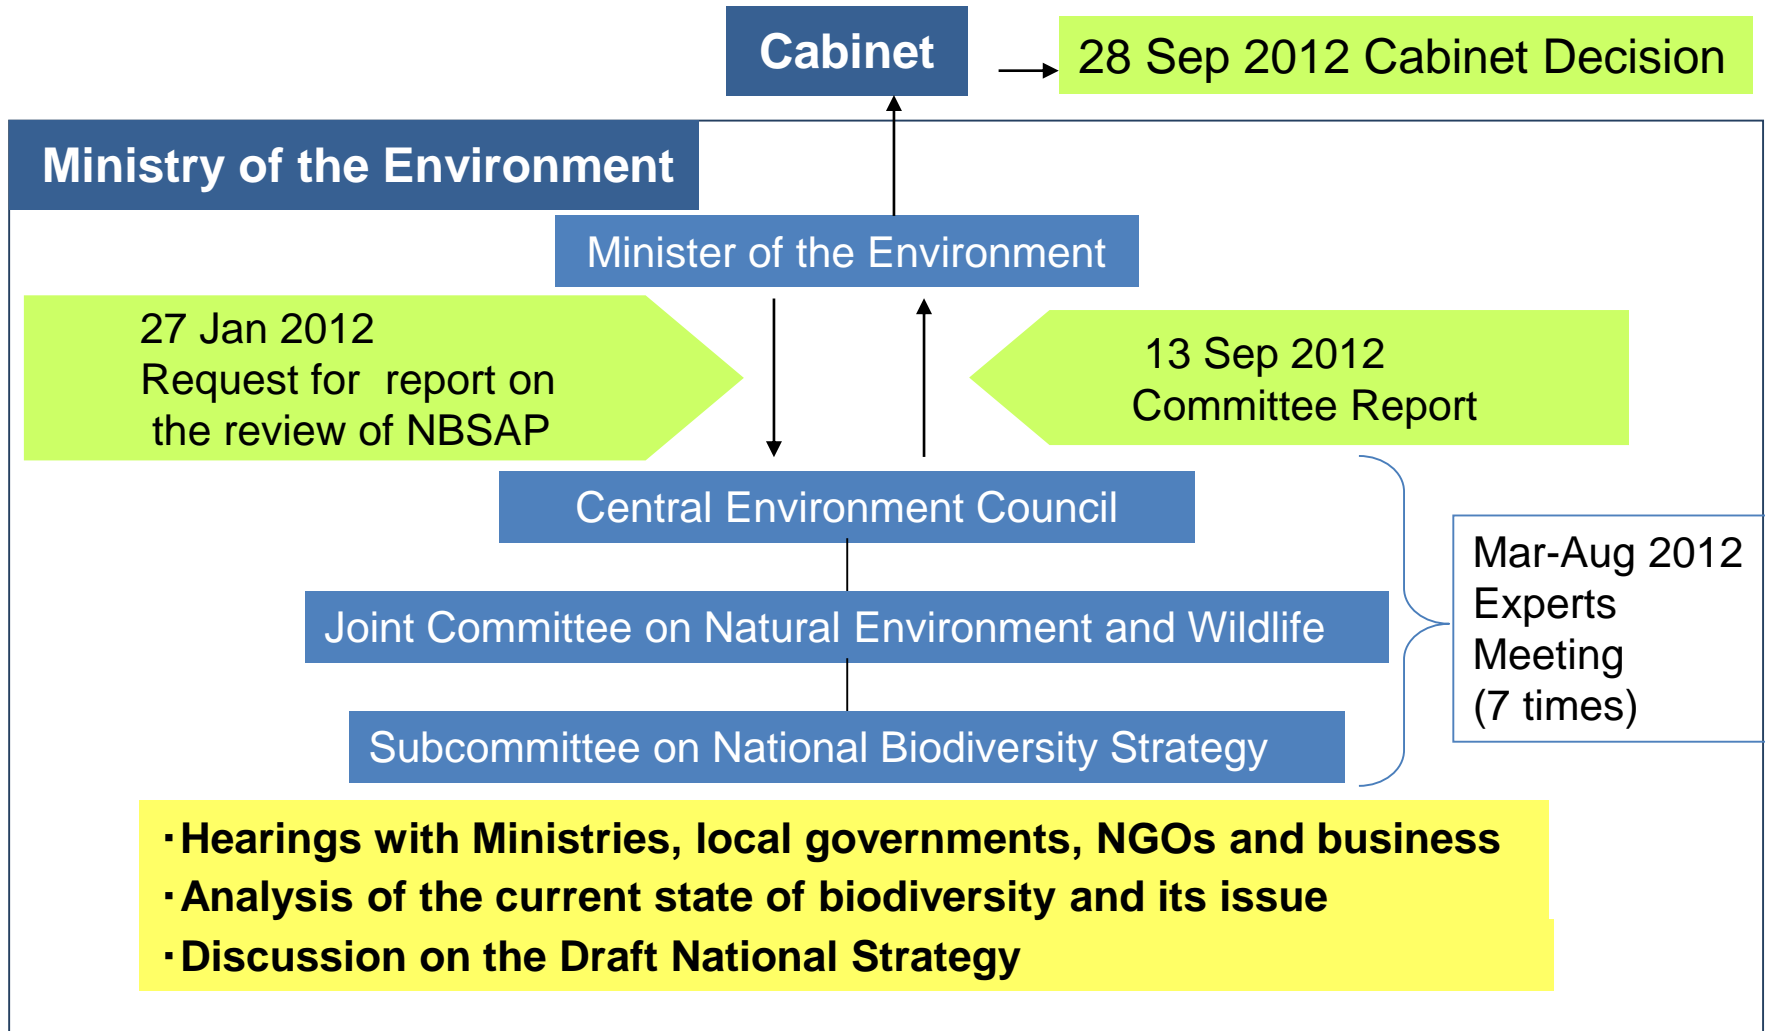 Cabinet
28 Sep 2012 Cabinet Decision
Ministry of the Environment
Minister of the Environment
27 Jan 2012
Request for  report on
the review of NBSAP
13 Sep 2012
Committee Report
Central Environment Council
Joint Committee on Natural Environment and Wildlife
Subcommittee on National Biodiversity Strategy
Mar-Aug 2012
Experts
Meeting
(7 times)
・Hearings with Ministries, local governments, NGOs and business
・Analysis of the current state of biodiversity and its issue
・Discussion on the Draft National Strategy